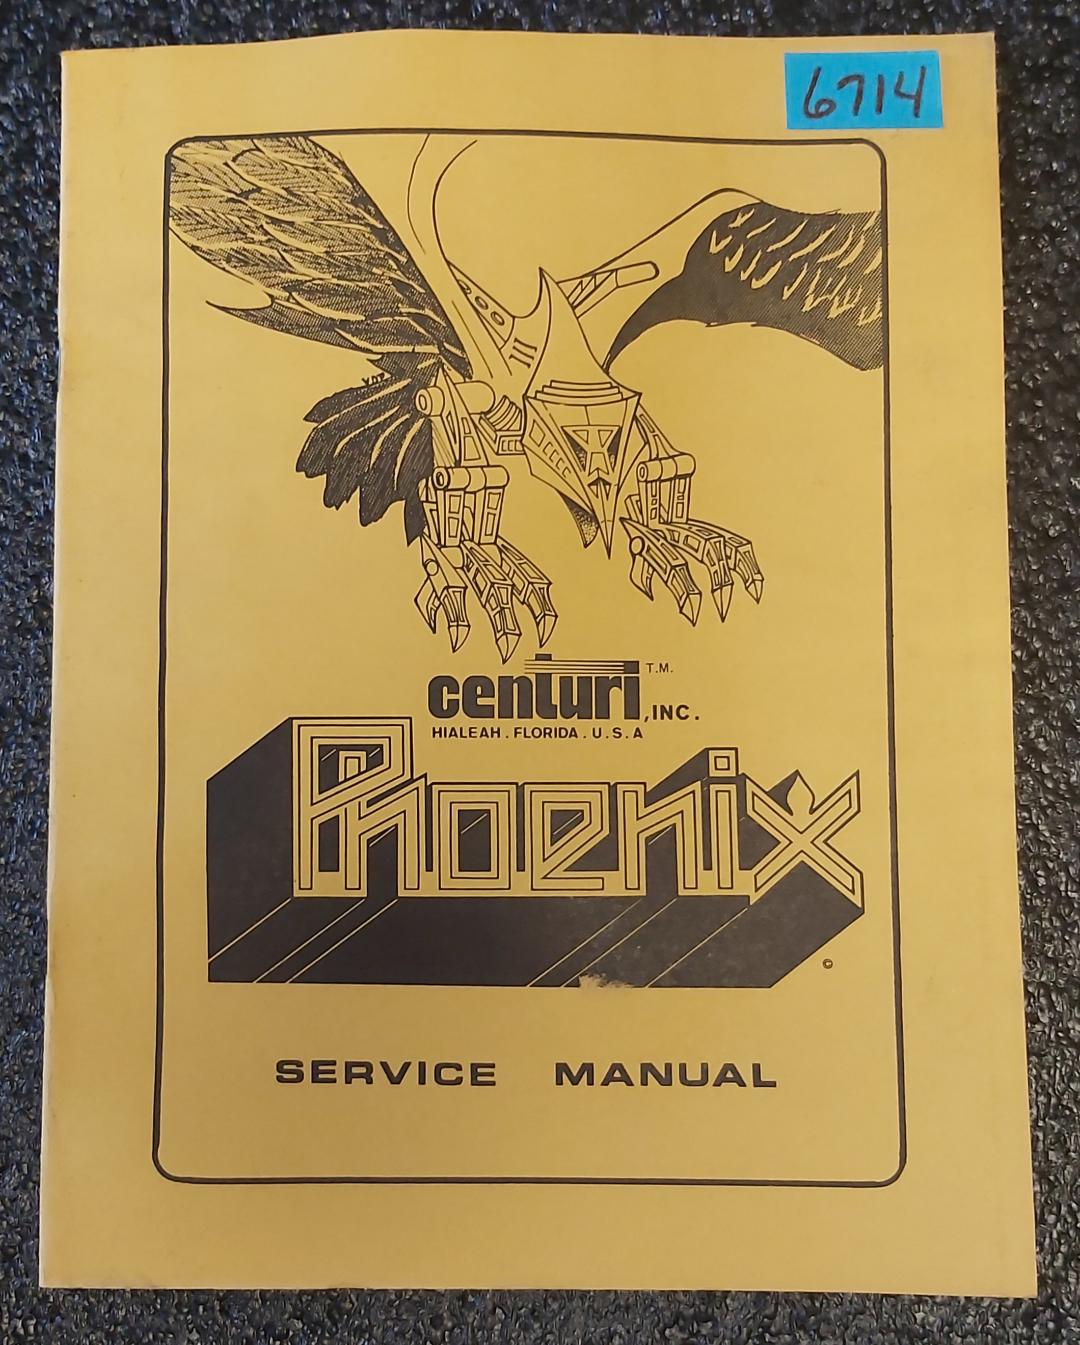 6714
centuri T.M.
, INC.
HIALEAH . FLORIDA . U . S . A
Phoenix
©
SERVICE MANUAL